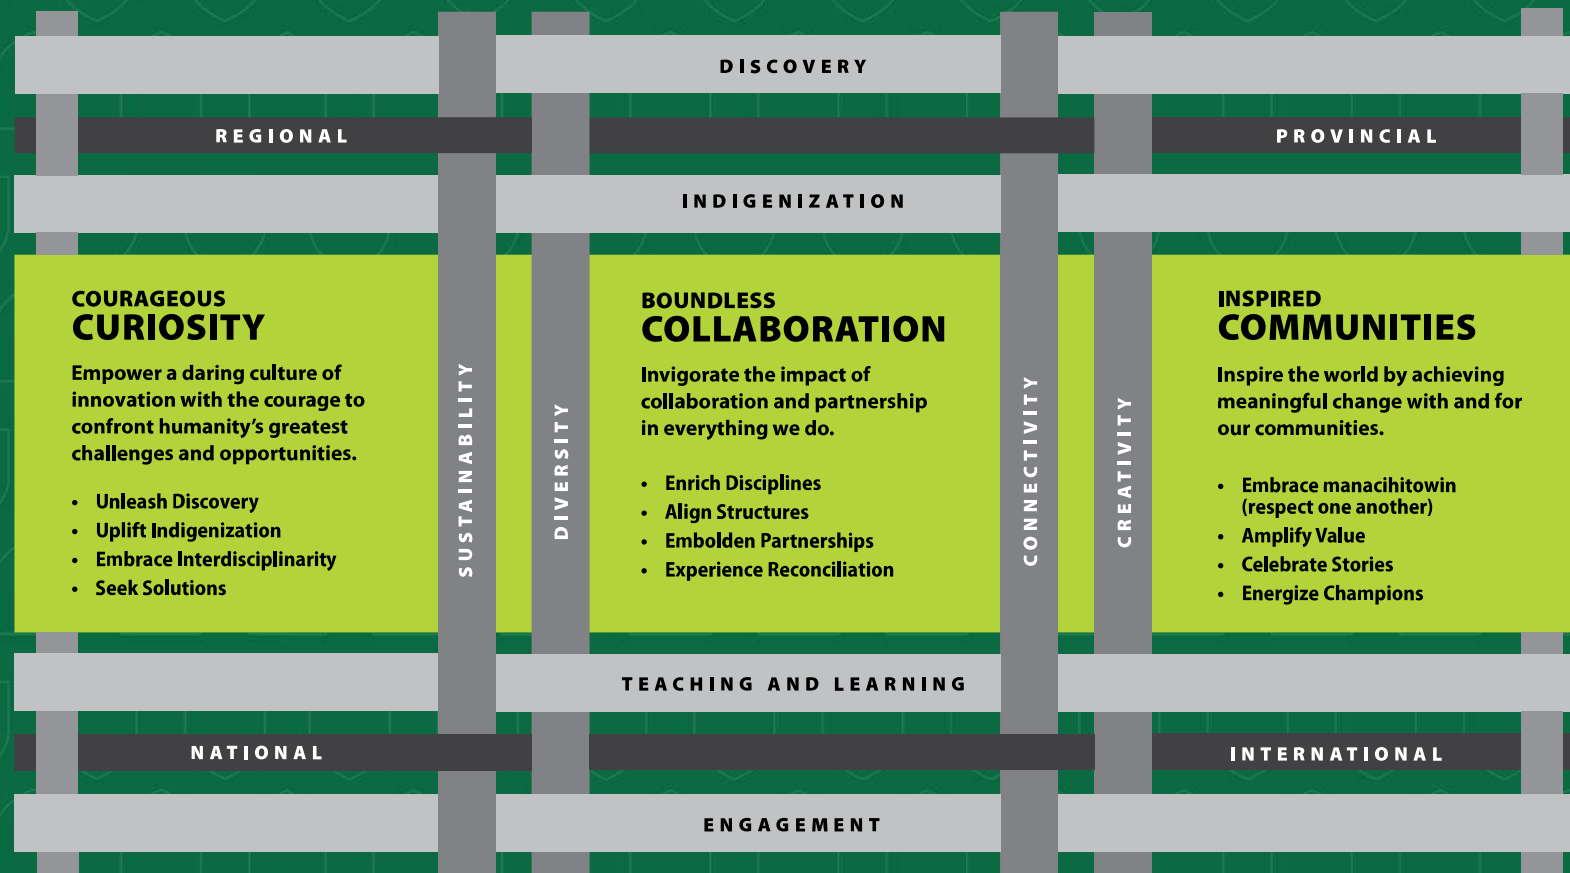 DISCOVERY
REGIONAL
PROVINCIAL
INDIGENIZATION
COURAGEOUS
CURIOSITY
Empower a daring culture of
innovation with the courage to
confront humanity’s greatest
challenges and opportunities.
• Unleash Discovery
• Uplift Indigenization
• Embrace Interdisciplinarity
• Seek Solutions
SUSTAINABILITY
DIVERSITY
BOUNDLESS
COLLABORATION
Invigorate the impact of
collaboration and partnership
in everything we do.
• Enrich Disciplines
• Align Structures
• Embolden Partnerships
• Experience Reconciliation
CONNECTIVITY
CREATIVITY
INSPIRED
COMMUNITIES
Inspire the world by achieving
meaningful change with and for
our communities.
• Embrace manacihitowin
(respect one another)
• Amplify Value
• Celebrate Stories
• Energize Champions
TEACHING AND LEARNING
NATIONAL
INTERNATIONAL
ENGAGEMENT